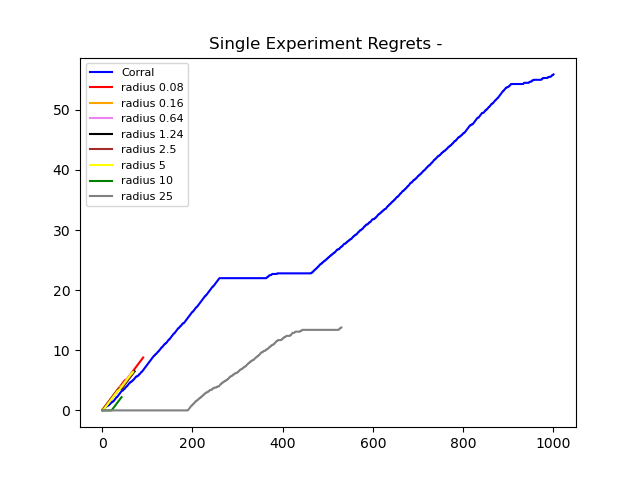 Single Experiment Regrets -
Corral
radius 0.08
radius 0.16
radius 0.64
radius 1.24
radius 2.5
radius 5
radius 10
radius 25
50
40
30
20
10
0
0 200 400 600 800 1000